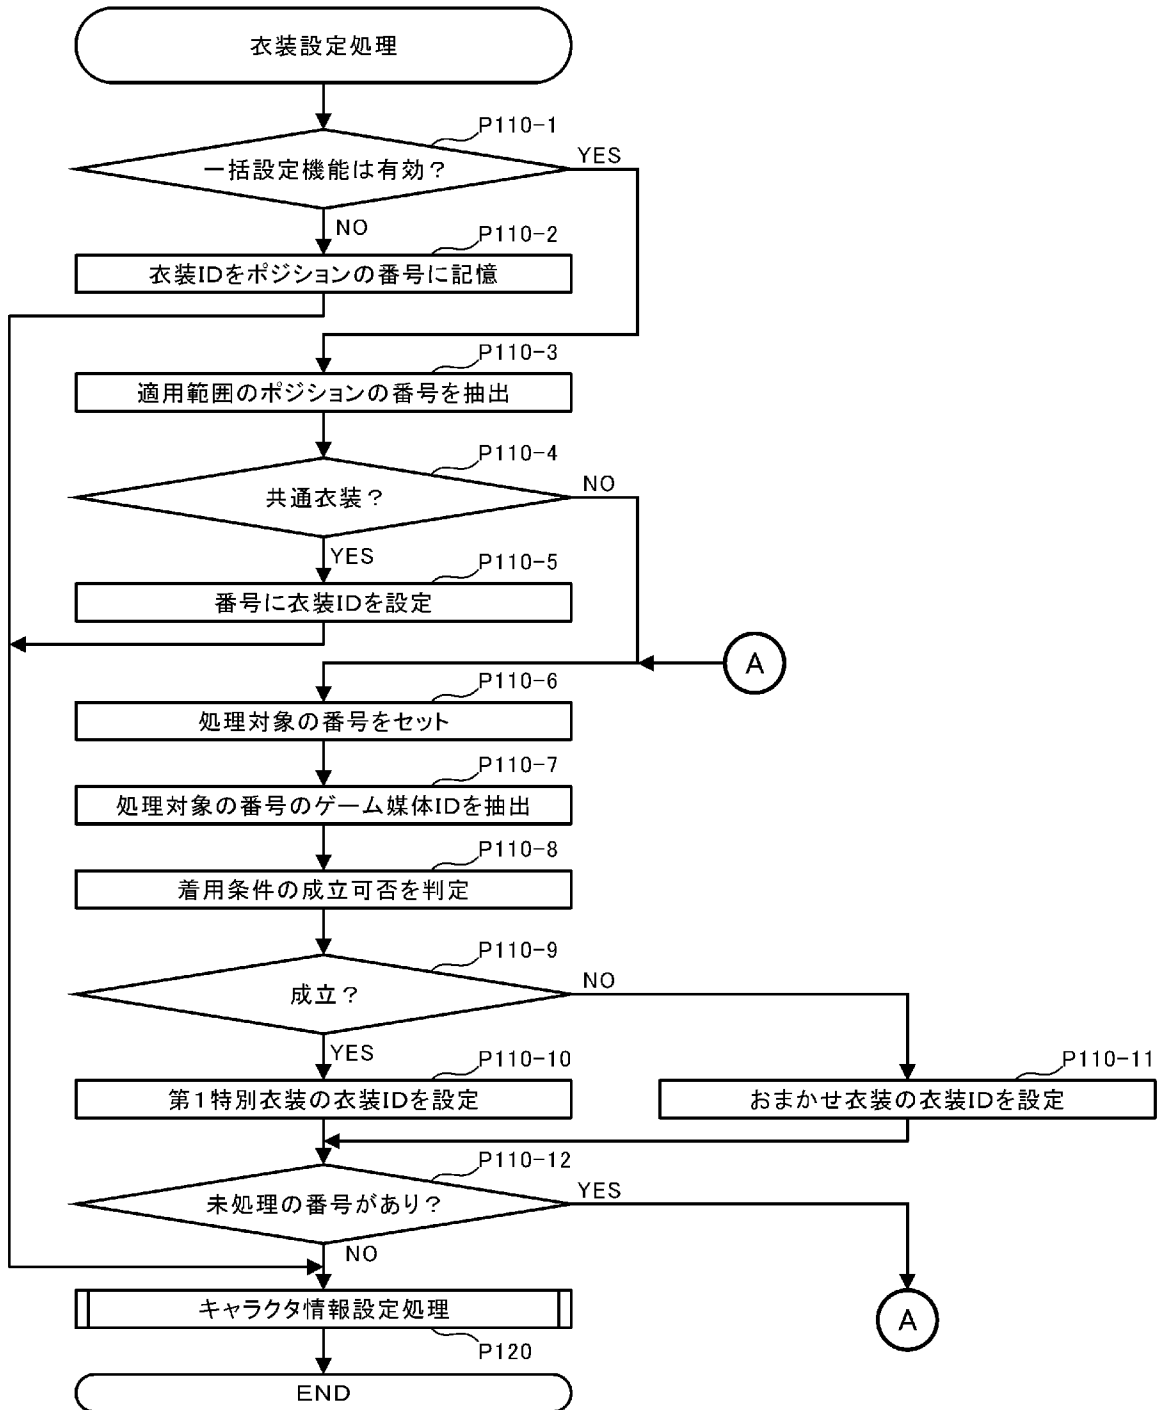 衣装設定処理
P110-1
一括設定機能は有効?
YES
NO
P110-2
衣装IDをポジションの番号に記憶
P110-3
適用範囲のポジションの番号を抽出
P110-4
共通衣装?
NO
YES
P110-5
番号に衣装IDを設定
A
P110-6
処理対象の番号をセット
P110-7
処理対象の番号のゲーム媒体IDを抽出
P110-8
着用条件の成立可否を判定
P110-9
成立?
NO
YES
P110-10
第1特別衣装の衣装IDを設定
P110-11
おまかせ衣装の衣装IDを設定
P110-12
未処理の番号があり?
YES
NO
キャラクタ情報設定処理
P120
A
END